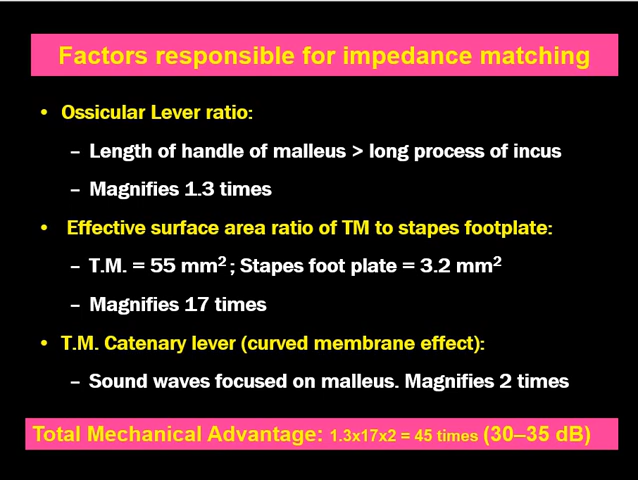 Factors responsible for impedance matching
• Ossicular Lever ratio:
– Length of handle of malleus > long process of incus
– Magnifies 1.3 times
• Effective surface area ratio of TM to stapes footplate:
– T.M. = 55 mm² ; Stapes foot plate = 3.2 mm²
– Magnifies 17 times
• T.M. Catenary lever (curved membrane effect):
– Sound waves focused on malleus. Magnifies 2 times
Total Mechanical Advantage: 1.3x17x2 = 45 times (30–35 dB)